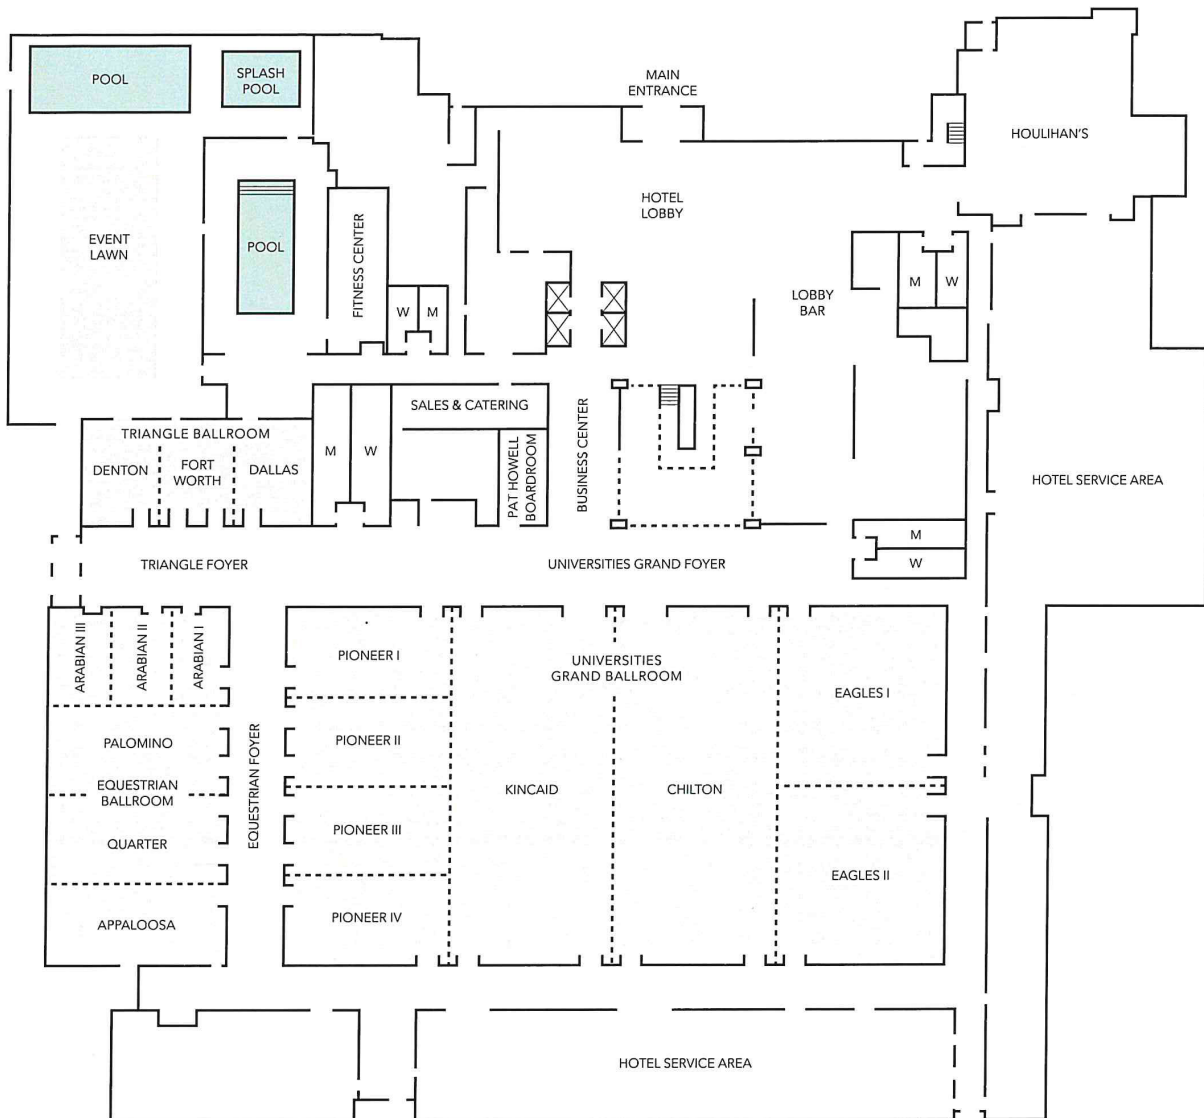 POOL
SPLASH
POOL
MAIN
ENTRANCE
HOULIHAN'S
EVENT
LAWN
POOL
FITNESS CENTER
HOTEL
LOBBY
W
M
LOBBY
BAR
M
W
TRIANGLE BALLROOM
DENTON
FORT
WORTH
DALLAS
M
W
SALES & CATERING
PAT HOWELL
BOARDROOM
BUSINESS CENTER
HOTEL SERVICE AREA
M
W
TRIANGLE FOYER
UNIVERSITIES GRAND FOYER
ARABIAN III
ARABIAN II
ARABIAN I
PALOMINO
EQUESTRIAN
BALLROOM
QUARTER
APPALOOSA
EQUESTRIAN FOYER
PIONEER I
PIONEER II
PIONEER III
PIONEER IV
UNIVERSITIES
GRAND BALLROOM
KINCAID
CHILTON
EAGLES I
EAGLES II
HOTEL SERVICE AREA